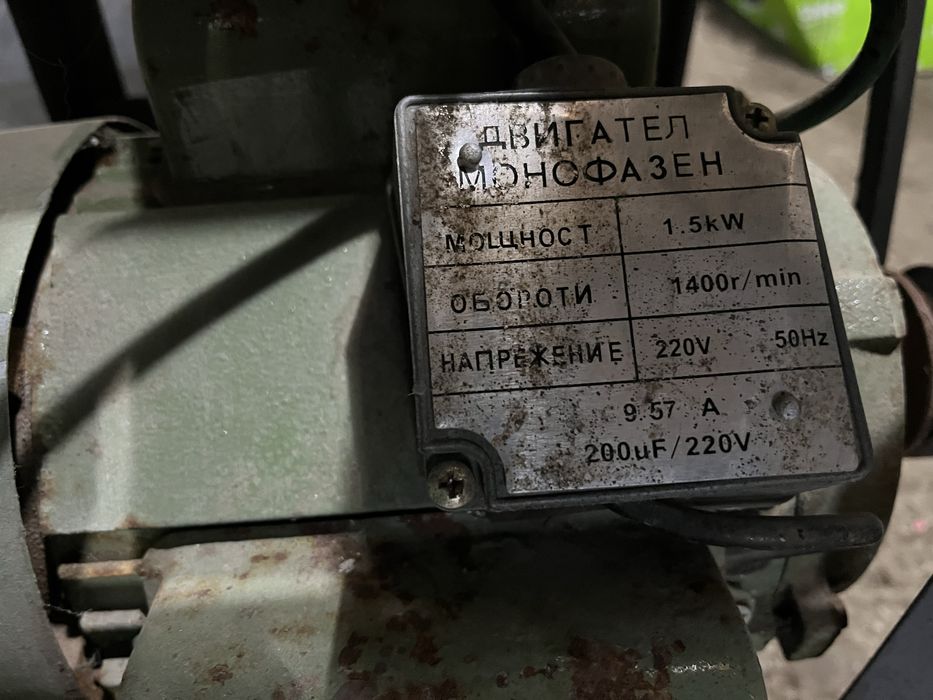 ДВИГАТЕЛ
МОНОФАЗЕН
МОЩНОСТ 1.5kW
ОБОРОТИ 1400r/min
НАПРЕЖЕНИЕ 220V 50Hz
9.57 A
200uF/220V